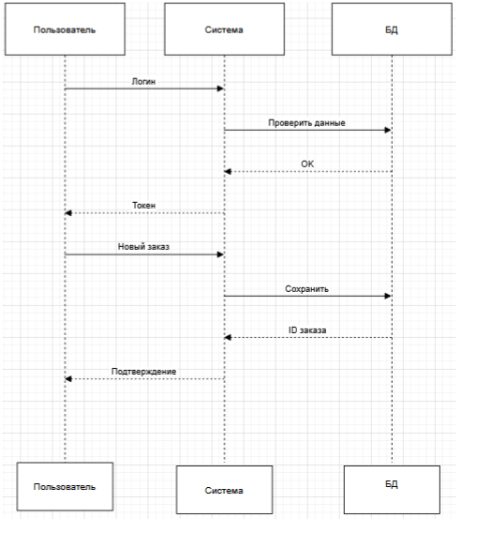 Пользователь
Система
БД
Логин
Проверить данные
OK
Токен
Новый заказ
Сохранить
ID заказа
Подтверждение
Пользователь
Система
БД